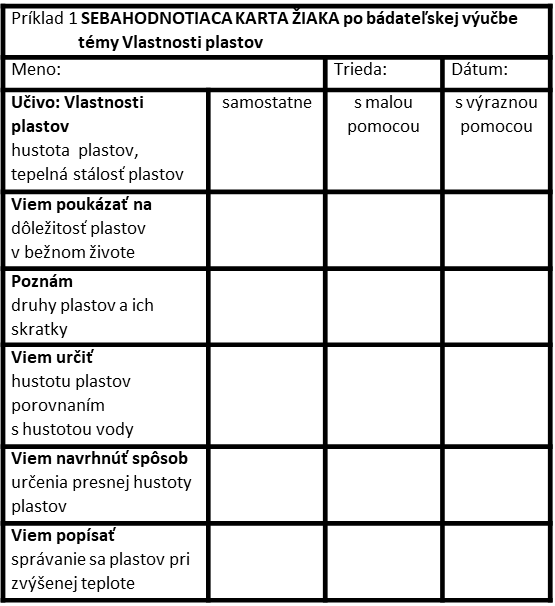 Príklad 1 SEBAHODNOTIACA KARTA ŽIAKA po bádateľskej výučbe
témy Vlastnosti plastov
Meno: Trieda: Dátum:
Učivo: Vlastnosti samostatne s malou s výraznou
plastov pomocou pomocou
hustota plastov,
tepelná stálosť plastov
Viem poukázať na
dôležitosť plastov
v bežnom živote
Poznám
druhy plastov a ich
skratky
Viem určiť
hustotu plastov
porovnaním
s hustotou vody
Viem navrhnúť spôsob
určenia presnej hustoty
plastov
Viem popísať
správanie sa plastov pri
zvýšenej teplote